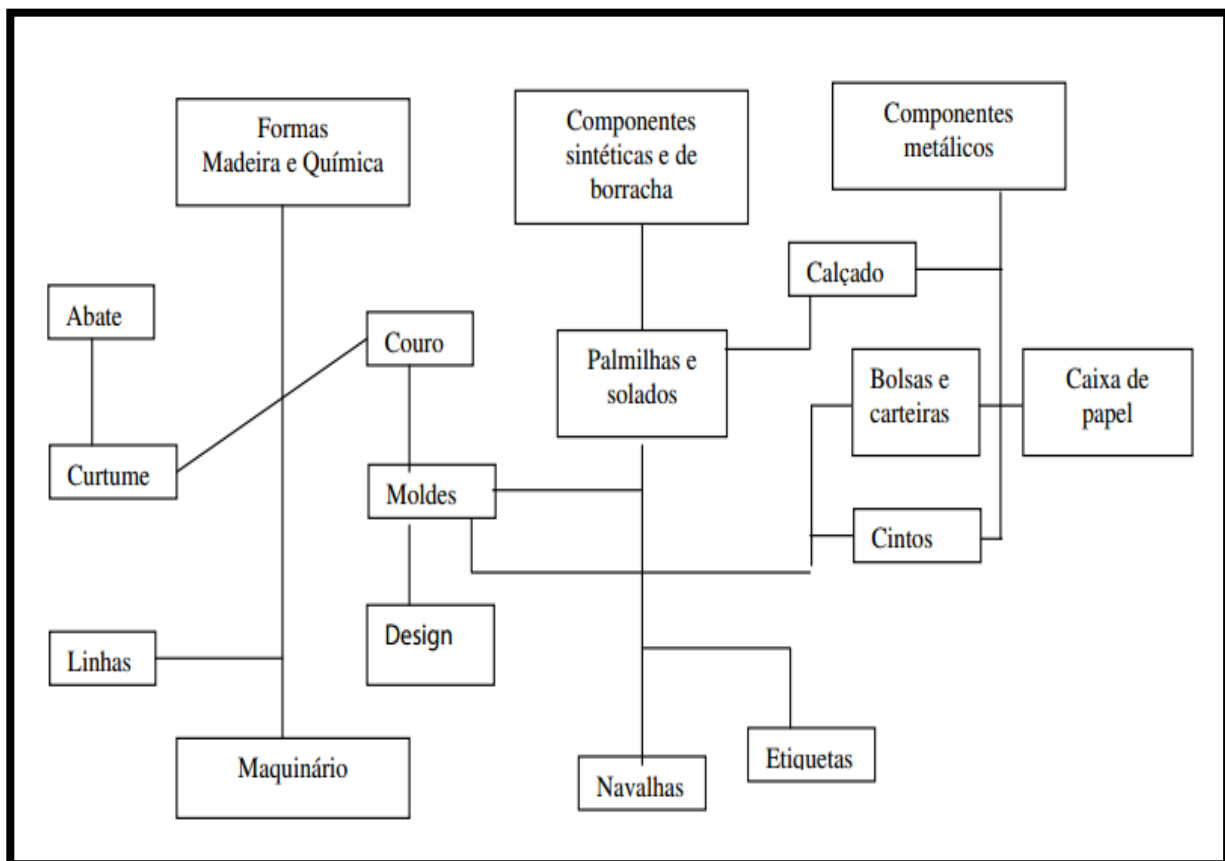 Formas
Madeira e Química
Componentes
sintéticas e de
borracha
Componentes
metálicos
Calçado
Abate
Couro
Palmilhas e
solados
Bolsas e
carteiras
Caixa de
papel
Curtume
Moldes
Cintos
Design
Linhas
Maquinário
Navalhas
Etiquetas